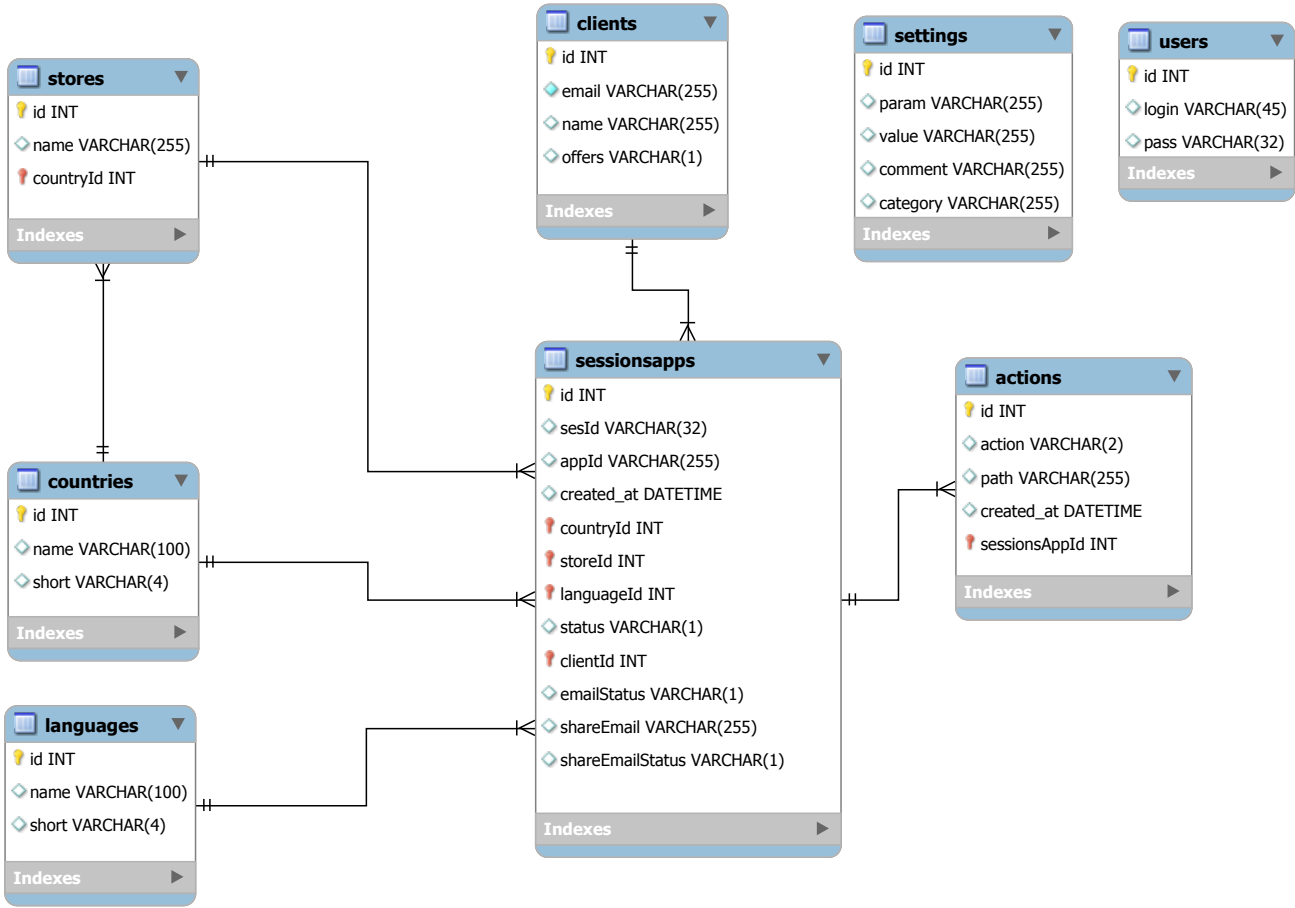 stores
id INT
name VARCHAR(255)
countryId INT
Indexes
clients
id INT
email VARCHAR(255)
name VARCHAR(255)
offers VARCHAR(1)
Indexes
settings
id INT
param VARCHAR(255)
value VARCHAR(255)
comment VARCHAR(255)
category VARCHAR(255)
Indexes
users
id INT
login VARCHAR(45)
pass VARCHAR(32)
Indexes
countries
id INT
name VARCHAR(100)
short VARCHAR(4)
Indexes
sessionsapps
id INT
sesId VARCHAR(32)
appId VARCHAR(255)
created_at DATETIME
countryId INT
storeId INT
languageId INT
status VARCHAR(1)
clientId INT
emailStatus VARCHAR(1)
shareEmail VARCHAR(255)
shareEmailStatus VARCHAR(1)
Indexes
actions
id INT
action VARCHAR(2)
path VARCHAR(255)
created_at DATETIME
sessionsAppId INT
Indexes
languages
id INT
name VARCHAR(100)
short VARCHAR(4)
Indexes